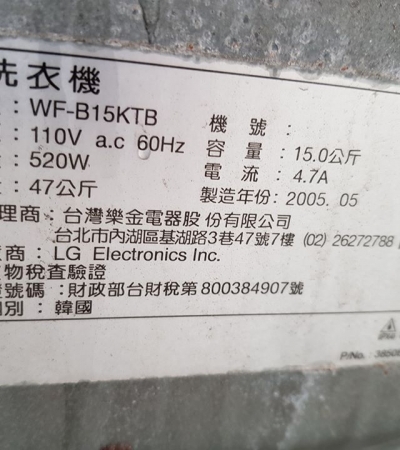 洗衣機
: WF-B15KTB 機 號 :
: 110V a.c 60Hz 容 量 : 15.0公斤
: 520W 電 流 : 4.7A
: 47公斤 製造年份: 2005. 05
理商 : 台灣樂金電器股份有限公司
台北市內湖區基湖路3巷47號7樓 (02) 26272788
商 : LG Electronics Inc.
貨物稅查驗證
號碼 : 財政部台財稅第800384907號
別 : 韓國
P/No. : 3850